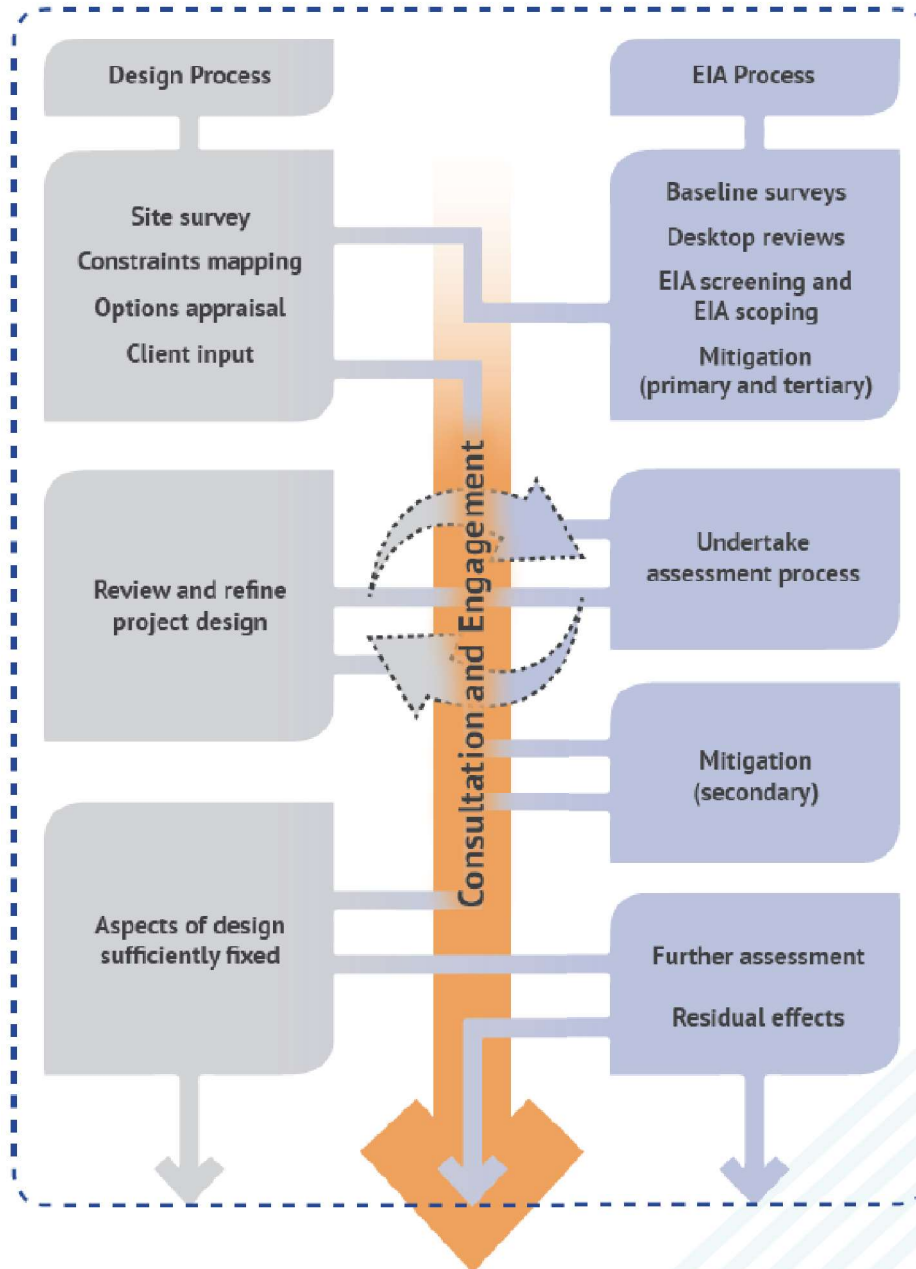 Design Process
Site survey
Constraints mapping
Options appraisal
Client input
Review and refine
project design
Aspects of design
sufficiently fixed
Consultation and Engagement
EIA Process
Baseline surveys
Desktop reviews
EIA screening and
EIA scoping
Mitigation
(primary and tertiary)
Undertake
assessment process
Mitigation
(secondary)
Further assessment
Residual effects